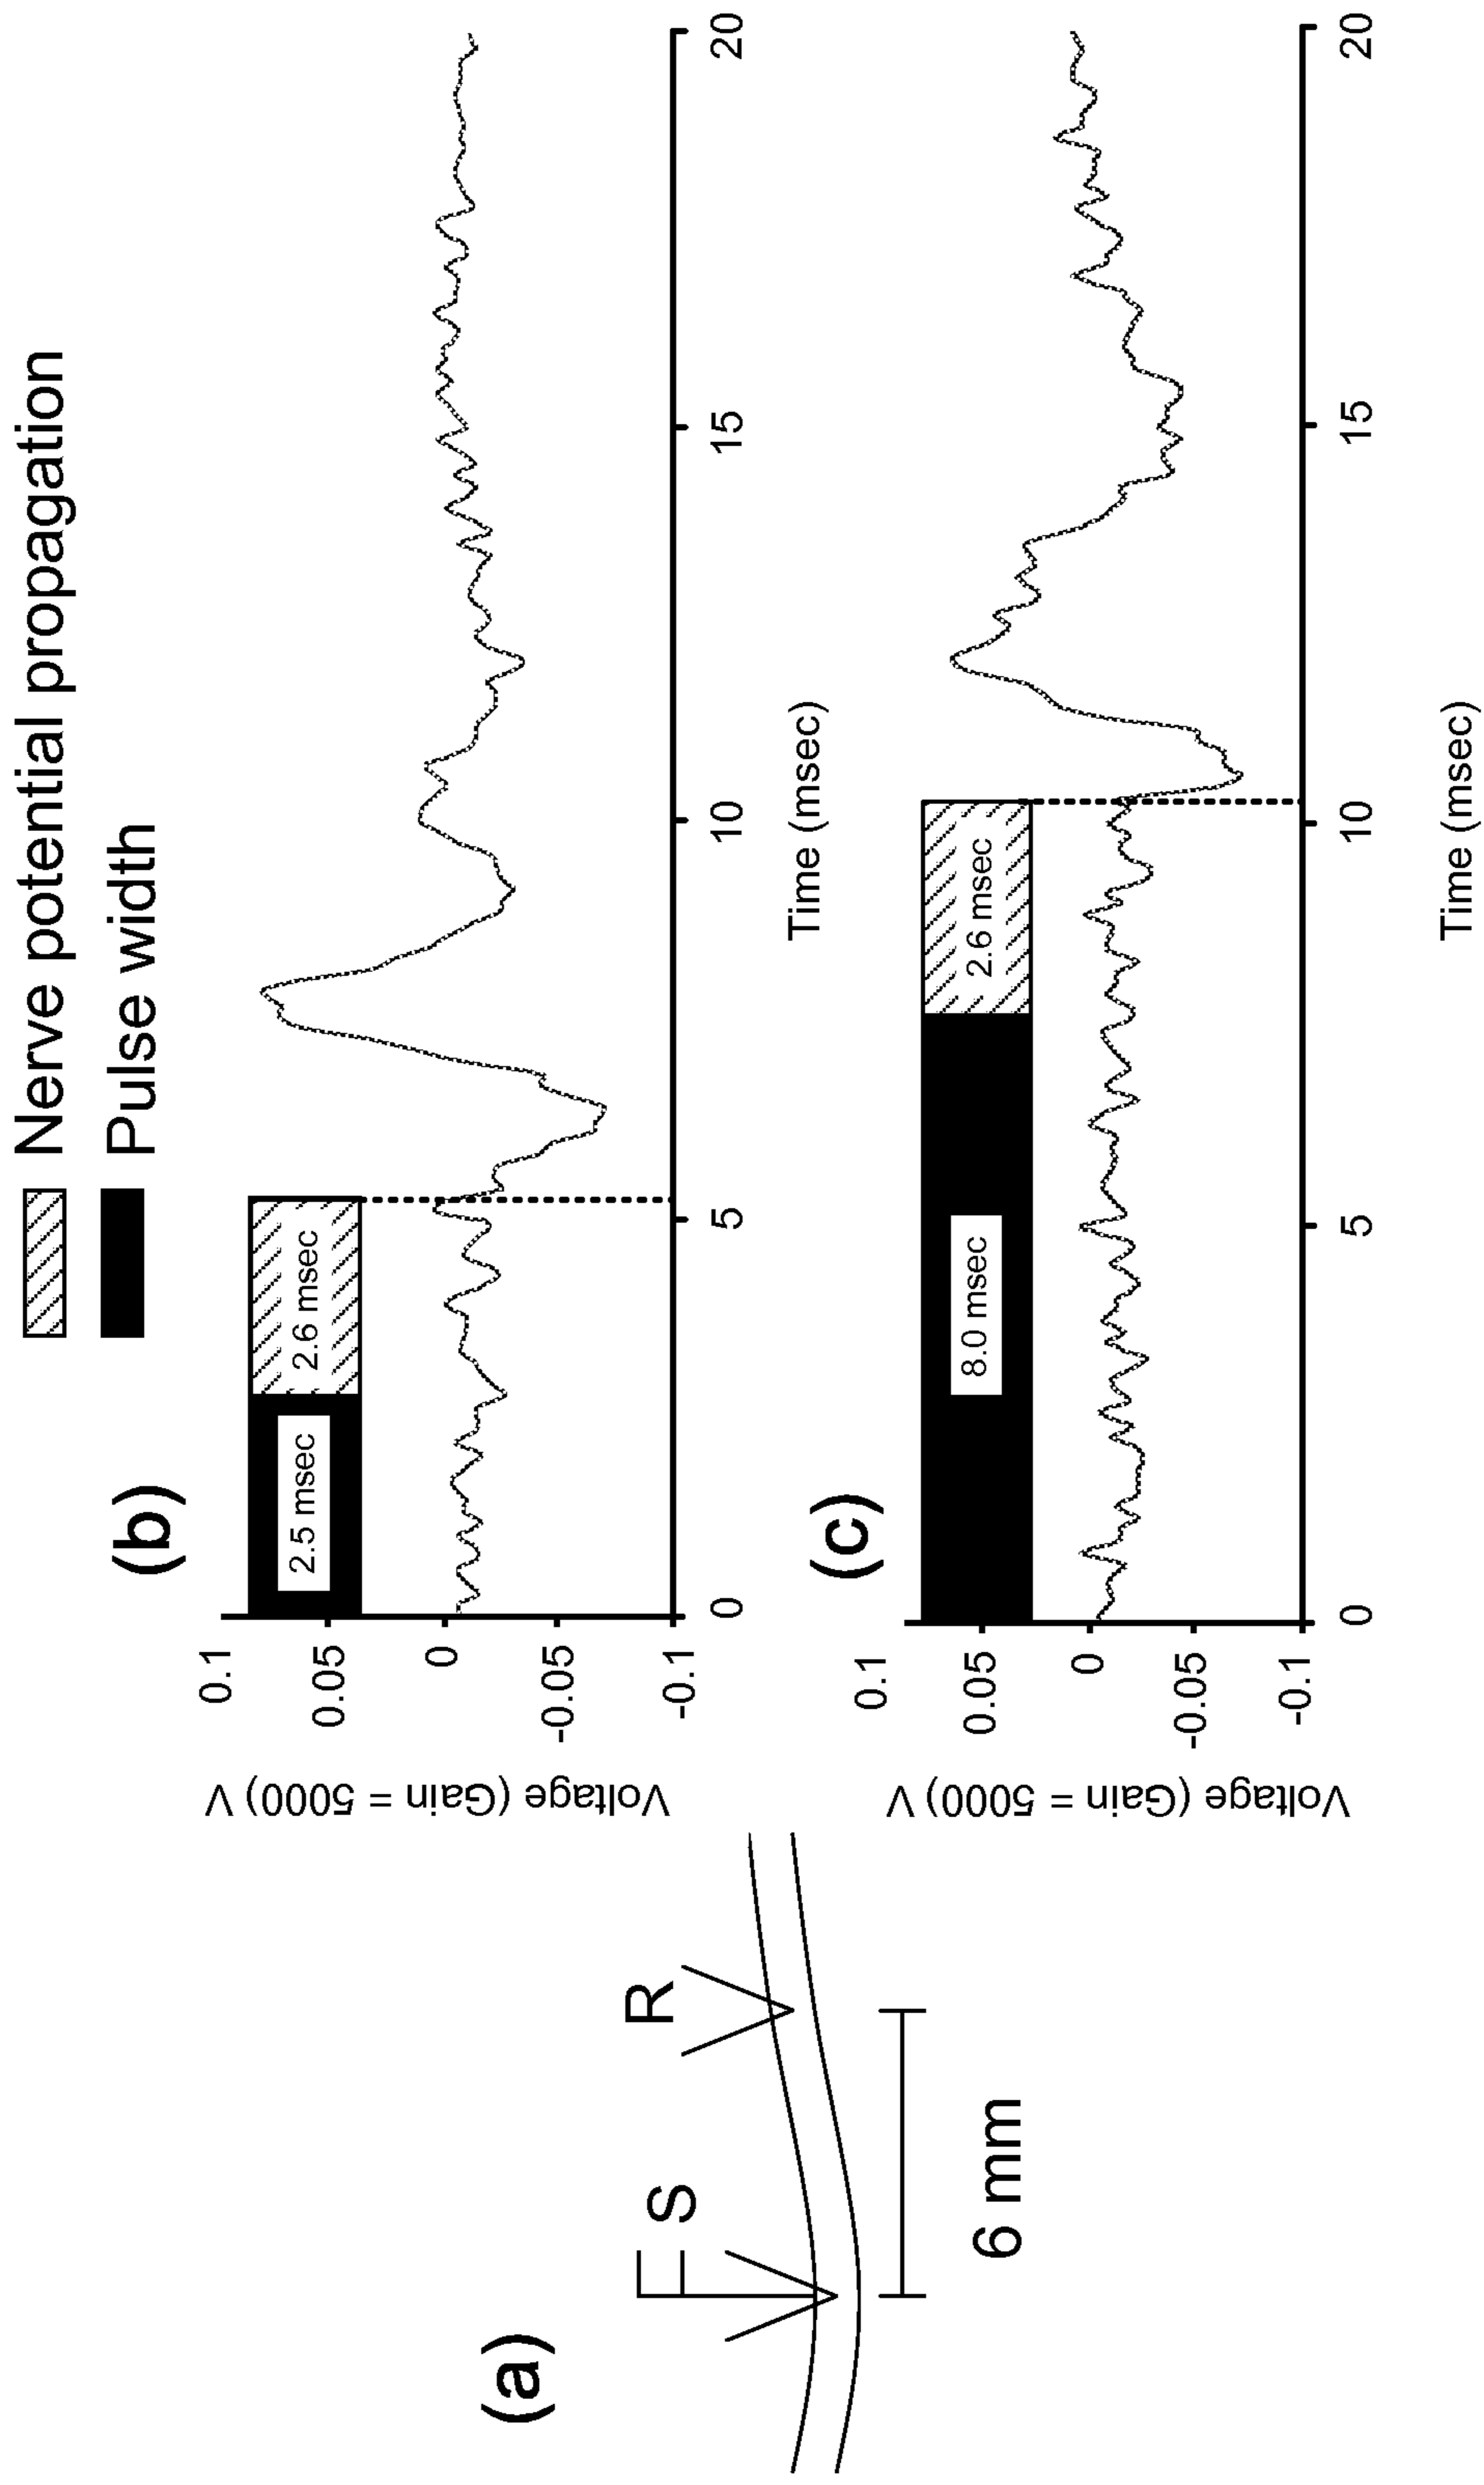 Nerve potential propagation
Pulse width
(a)
S
R
6 mm
(b)
Voltage (Gain = 5000) V
0.1
0.05
0
-0.05
-0.1
2.5 msec
2.6 msec
0
5
10
15
20
Time (msec)
(c)
Voltage (Gain = 5000) V
0.1
0.05
0
-0.05
-0.1
8.0 msec
2.6 msec
0
5
10
15
20
Time (msec)